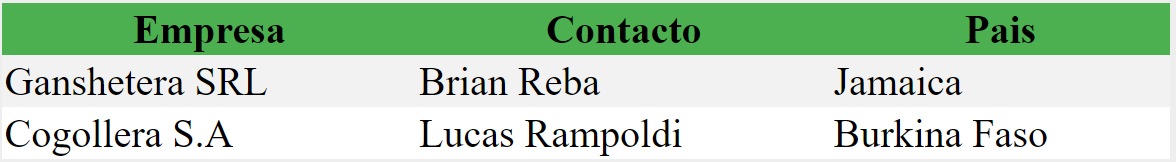 Empresa Contacto Pais
Ganshetera SRL Brian Reba Jamaica
Cogollera S.A Lucas Rampoldi Burkina Faso